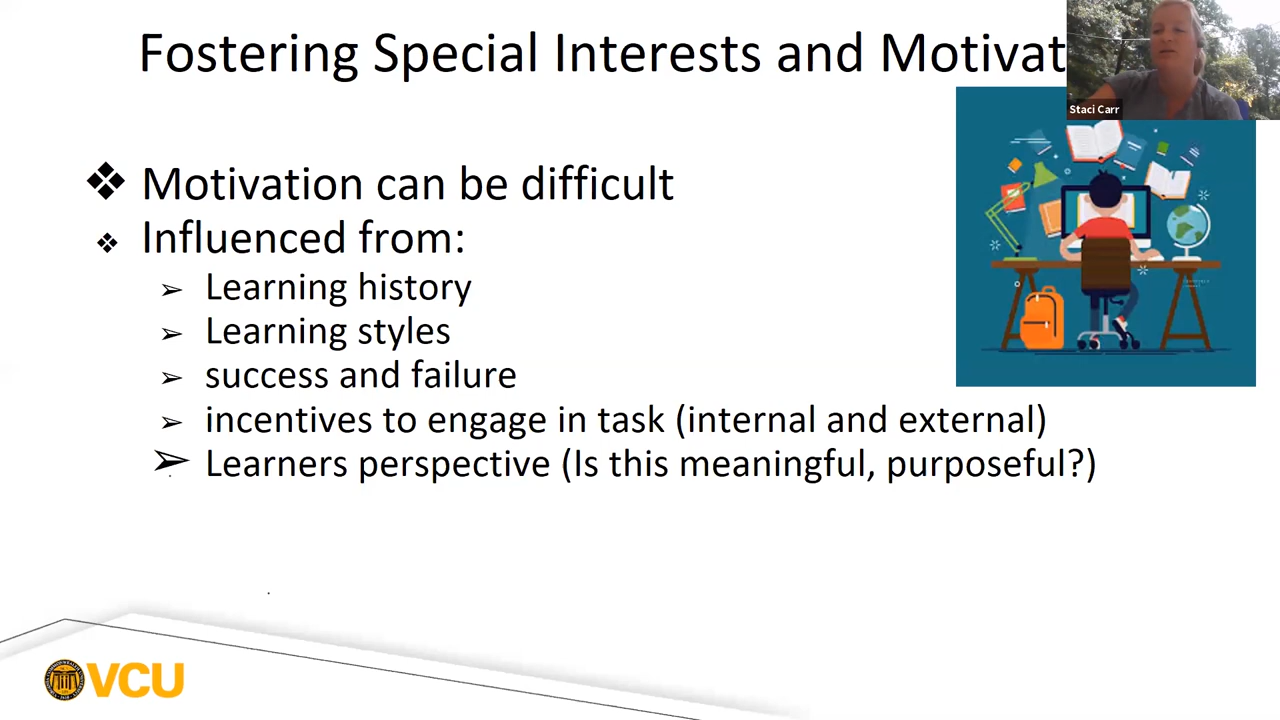 Fostering Special Interests and Motivat
Staci Carr
❖ Motivation can be difficult
❖ Influenced from:
➢ Learning history
➢ Learning styles
➢ success and failure
➢ incentives to engage in task (internal and external)
➢ Learners perspective (Is this meaningful, purposeful?)
VCU